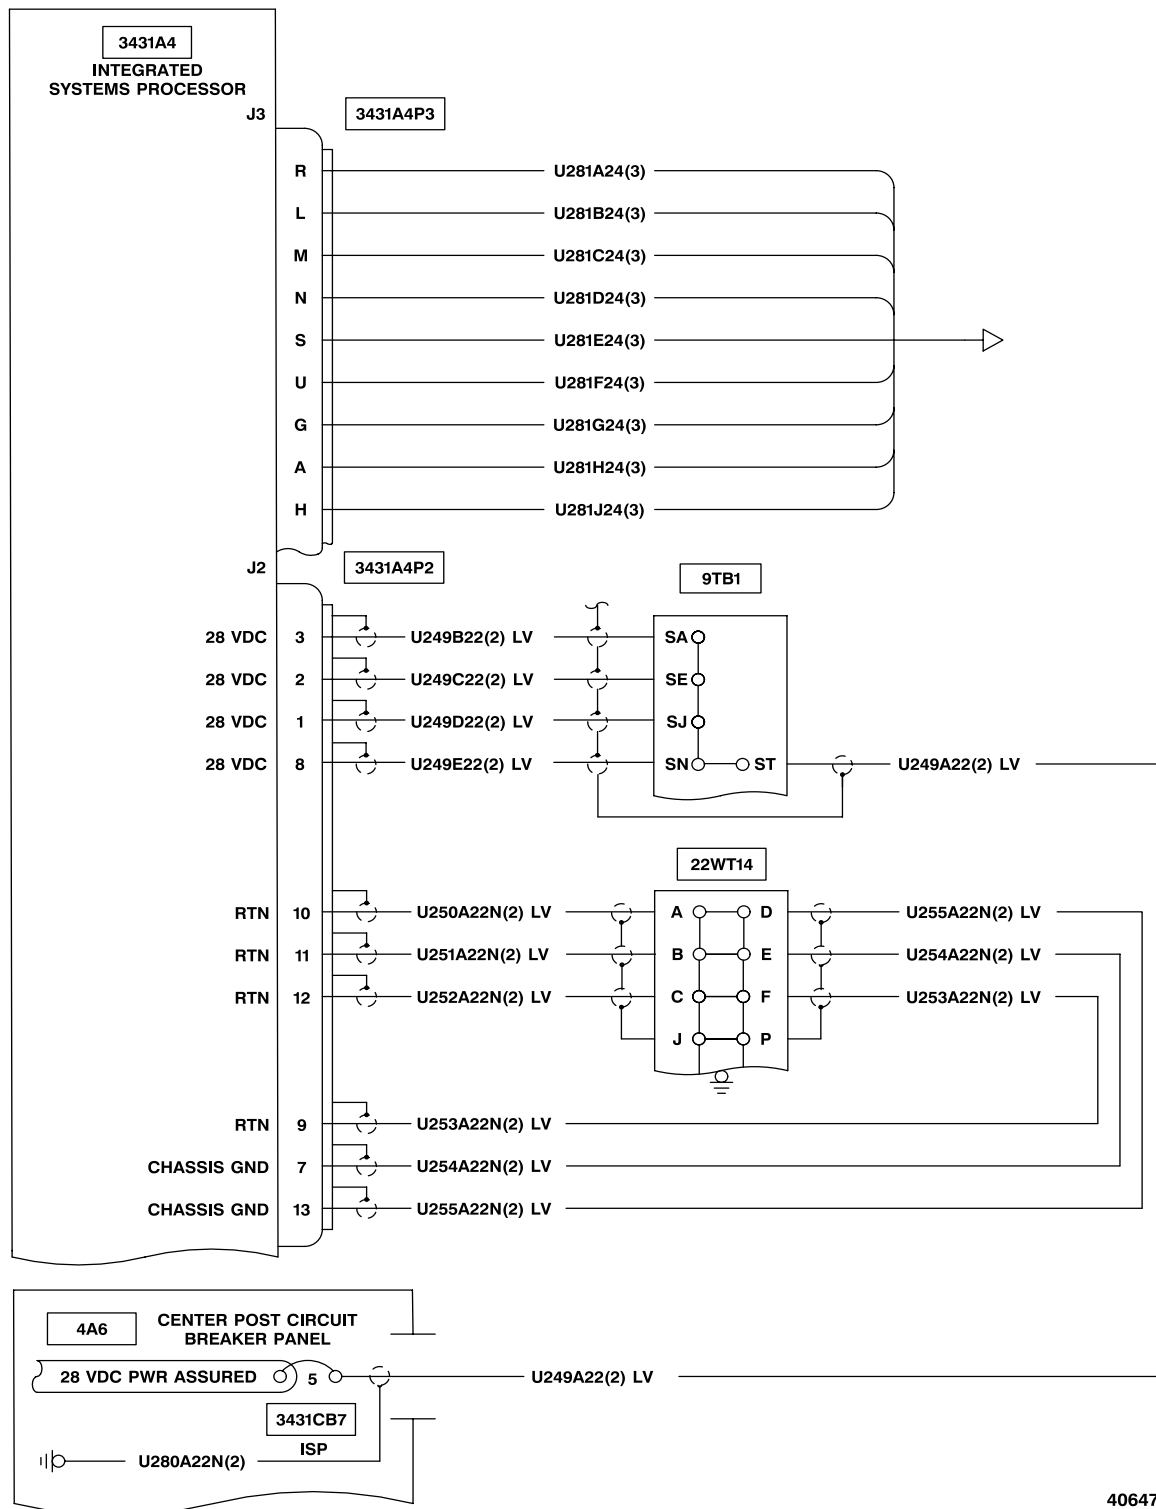 3431A4
INTEGRATED
SYSTEMS PROCESSOR
J3
3431A4P3
R U281A24(3)
L U281B24(3)
M U281C24(3)
N U281D24(3)
S U281E24(3)
U U281F24(3)
G U281G24(3)
A U281H24(3)
H U281J24(3)
J2
3431A4P2
9TB1
28 VDC 3 U249B22(2) LV SA
28 VDC 2 U249C22(2) LV SE
28 VDC 1 U249D22(2) LV SJ
28 VDC 8 U249E22(2) LV SN ST U249A22(2) LV
22WT14
RTN 10 U250A22N(2) LV A D U255A22N(2) LV
RTN 11 U251A22N(2) LV B E U254A22N(2) LV
RTN 12 U252A22N(2) LV C F U253A22N(2) LV
J P
RTN 9 U253A22N(2) LV
CHASSIS GND 7 U254A22N(2) LV
CHASSIS GND 13 U255A22N(2) LV
4A6
CENTER POST CIRCUIT
BREAKER PANEL
28 VDC PWR ASSURED 5 U249A22(2) LV
3431CB7
ISP
U280A22N(2)
40647